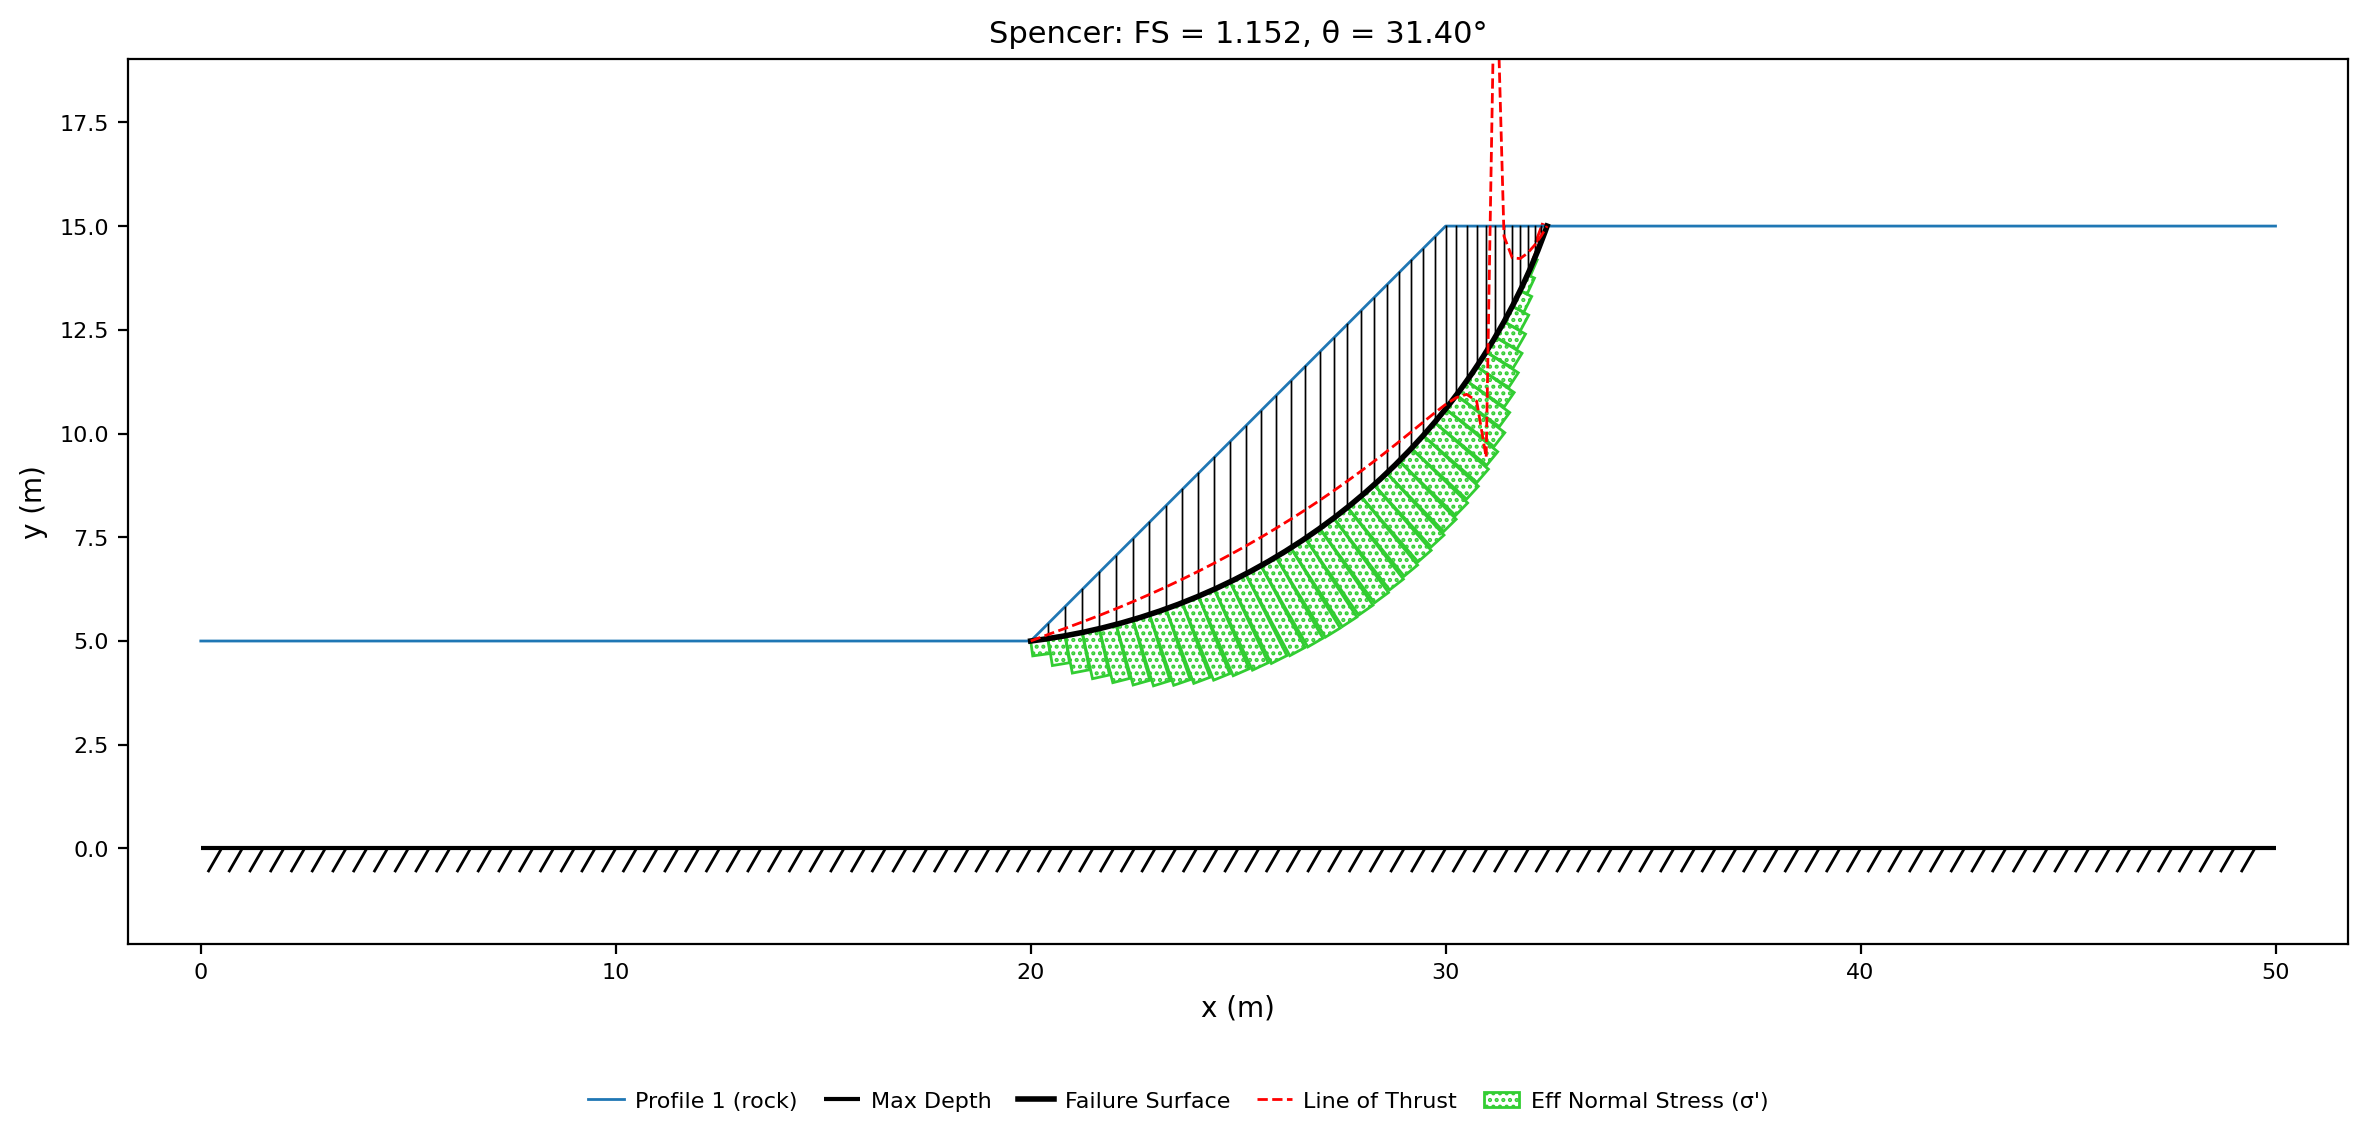 Spencer: FS = 1.152, θ = 31.40°
17.5
15.0
12.5
10.0
7.5
5.0
2.5
0.0
y (m)
0 10 20 30 40 50
x (m)
Profile 1 (rock) Max Depth Failure Surface Line of Thrust Eff Normal Stress (σ')